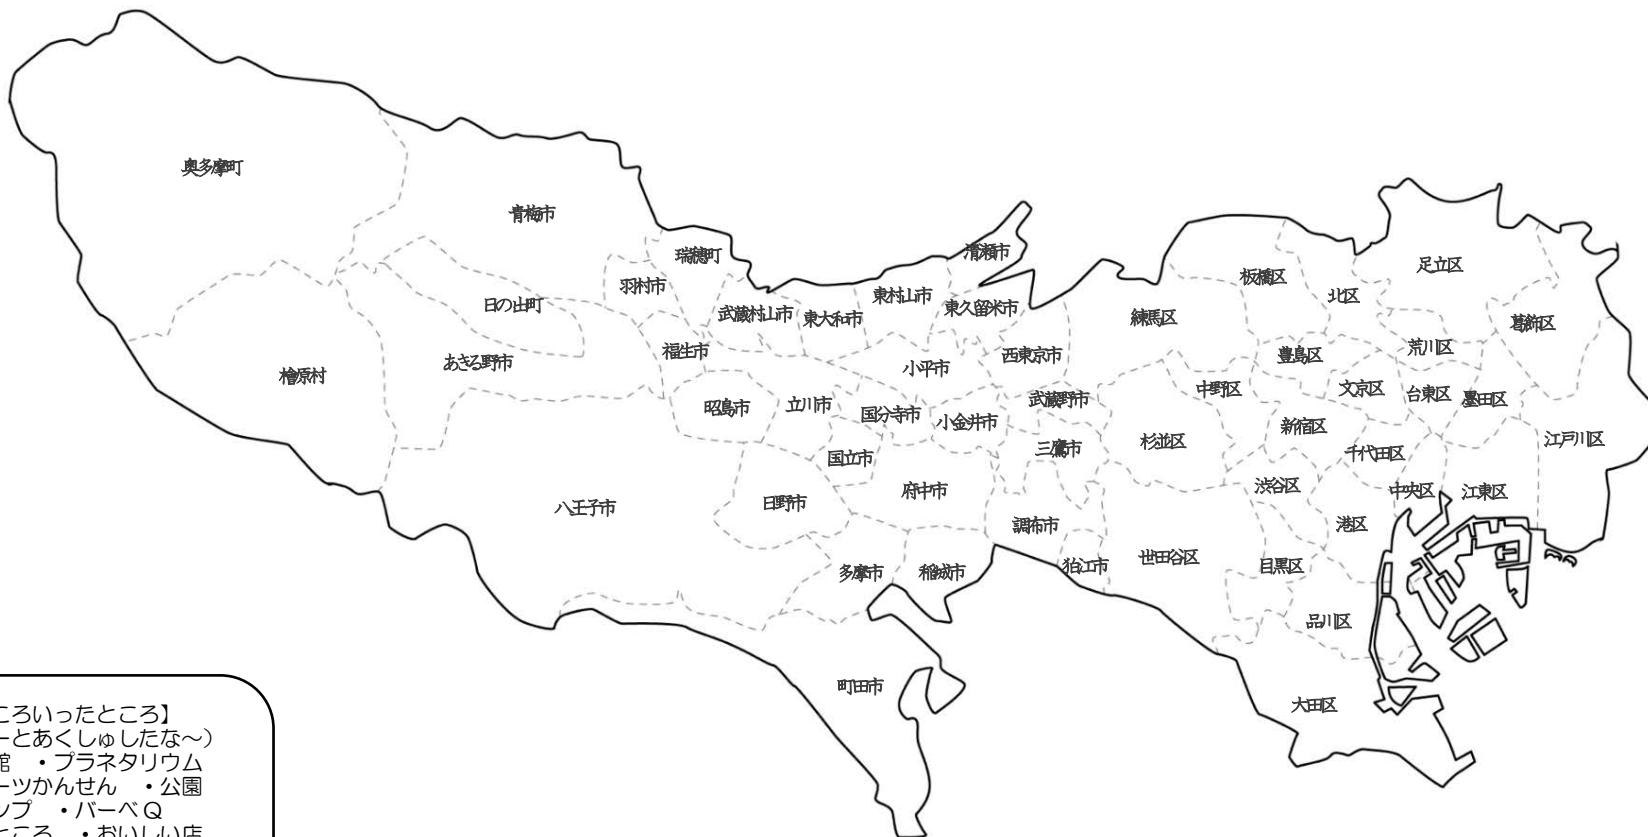 奥多摩町
青梅市
瑞穂町
清瀬市
羽村市
日の出町
武蔵村山市
東大和市
東村山市
東久留米市
練馬区
板橋区
北区
足立区
葛飾区
檜原村
あきる野市
福生市
小平市
西東京市
豊島区
荒川区
昭島市
立川市
国分寺市
小金井市
武蔵野市
中野区
文京区
台東区
墨田区
国立市
三鷹市
杉並区
新宿区
千代田区
江戸川区
八王子市
日野市
府中市
渋谷区
中央区
江東区
調布市
港区
多摩市
稲城市
狛江市
世田谷区
目黒区
品川区
町田市
大田区
ころいったところ】
ーとあくしゅしたな～）
館 ・プラネタリウム
ーツかんせん ・公園
ンプ ・バーベQ
ところ ・おいしい店